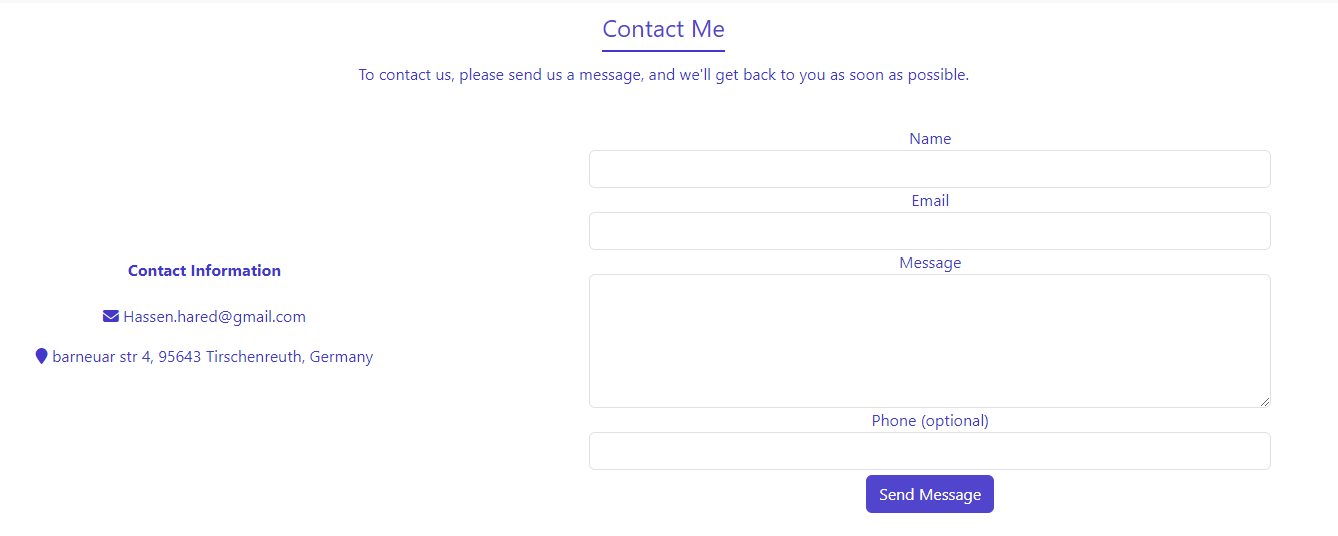 Contact Me
To contact us, please send us a message, and we'll get back to you as soon as possible.
Name
Email
Message
Contact Information
Hassen.hared@gmail.com
barneuar str 4, 95643 Tirschenreuth, Germany
Phone (optional)
Send Message